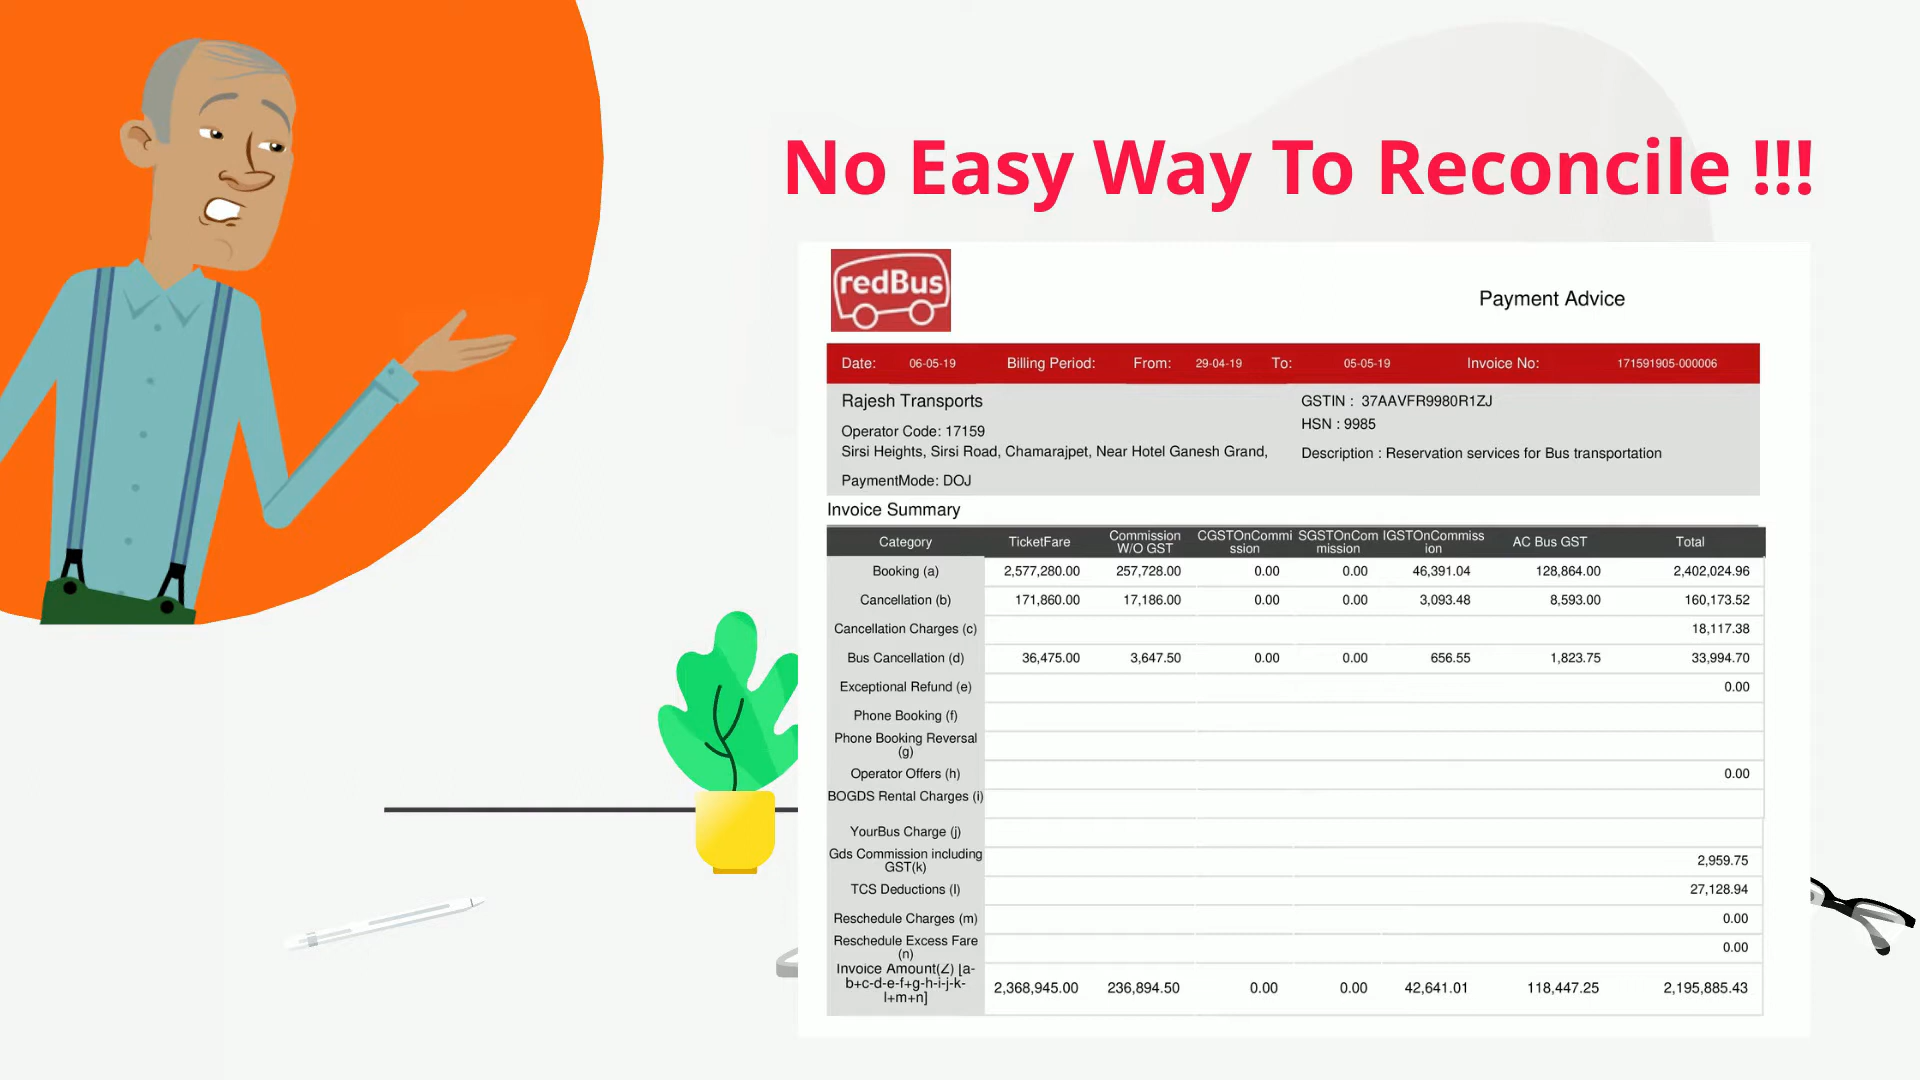 No Easy Way To Reconcile !!!
redBus
Payment Advice
Date: 06-05-19 Billing Period: From: 29-04-19 To: 05-05-19 Invoice No: 171591905-000006
Rajesh Transports
GSTIN : 37AAVFR9980R1ZJ
HSN : 9985
Operator Code: 17159
Sirsi Heights, Sirsi Road, Chamarajpet, Near Hotel Ganesh Grand,
Description : Reservation services for Bus transportation
PaymentMode: DOJ
Invoice Summary
Category TicketFare Commission W/O GST CGSTOnCommi ssion SGSTOnCom mission IGSTOnCommiss ion AC Bus GST Total
Booking (a) 2,577,280.00 257,728.00 0.00 0.00 46,391.04 128,864.00 2,402,024.96
Cancellation (b) 171,860.00 17,186.00 0.00 0.00 3,093.48 8,593.00 160,173.52
Cancellation Charges (c) 18,117.38
Bus Cancellation (d) 36,475.00 3,647.50 0.00 0.00 656.55 1,823.75 33,994.70
Exceptional Refund (e) 0.00
Phone Booking (f)
Phone Booking Reversal
(g)
Operator Offers (h) 0.00
BOGDS Rental Charges (i)
YourBus Charge (j)
Gds Commission including
GST(k) 2,959.75
TCS Deductions (l) 27,128.94
Reschedule Charges (m) 0.00
Reschedule Excess Fare
(n) 0.00
Invoice Amount(∠) [a-
b+c-d-e-f+g-h-i-j-k-
l+m+n] 2,368,945.00 236,894.50 0.00 0.00 42,641.01 118,447.25 2,195,885.43